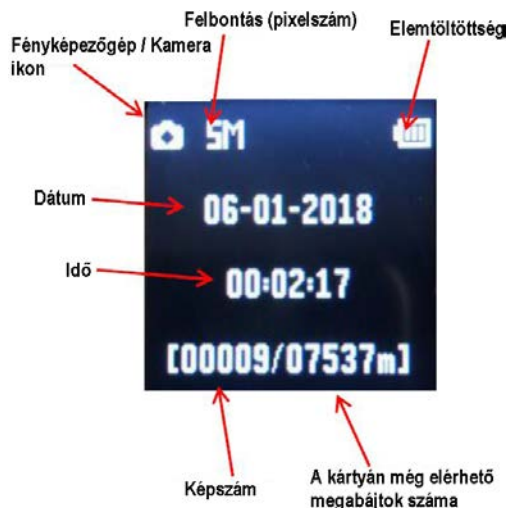 Felbontás (pixelszám)
Elemtöltöttség
Fényképezőgép / Kamera
ikon
5M
Dátum
06-01-2018
Idő
00:02:17
[00009/07537m]
Képszám
A kártyán még elérhető
megabájtok száma